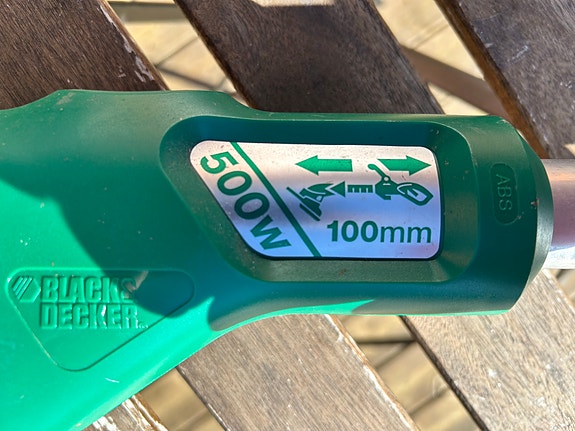 500W
100mm
ABS
BLACK&
DECKER